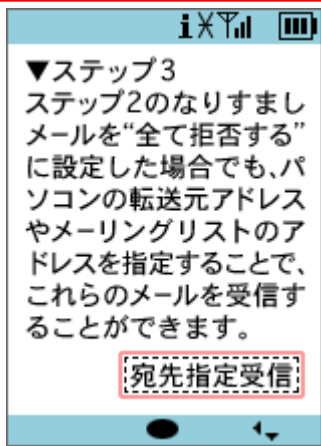 ▼ステップ3
ステップ2のなりすまし
メールを“全て拒否する”
に設定した場合でも、パ
ソコンの転送元アドレス
やメーリングリストのア
ドレスを指定することで、
これらのメールを受信す
ることができます。
宛先指定受信